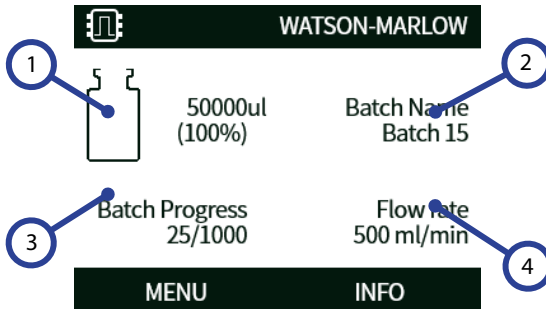 WATSON-MARLOW
1
2
50000ul
(100%)
Batch Name
Batch 15
Batch Progress
25/1000
Flow rate
500 ml/min
3
4
MENU
INFO